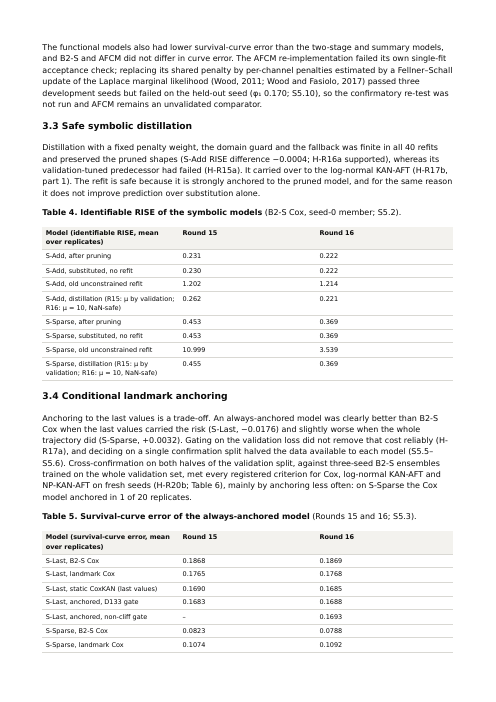 The functional models also had lower survival-curve error than the two-stage and summary models,
and B2-S and AFCM did not differ in curve error. The AFCM re-implementation failed its own single-fit
acceptance check; replacing its shared penalty by per-channel penalties estimated by a Fellner–Schall
update of the Laplace marginal likelihood (Wood, 2011; Wood and Fasiolo, 2017) passed three
development seeds but failed on the held-out seed (φ₁ 0.170; S5.10), so the confirmatory re-test was
not run and AFCM remains an unvalidated comparator.
3.3 Safe symbolic distillation
Distillation with a fixed penalty weight, the domain guard and the fallback was finite in all 40 refits
and preserved the pruned shapes (S-Add RISE difference −0.0004; H-R16a supported), whereas its
validation-tuned predecessor had failed (H-R15a). It carried over to the log-normal KAN-AFT (H-R17b,
part 1). The refit is safe because it is strongly anchored to the pruned model, and for the same reason
it does not improve prediction over substitution alone.
Table 4. Identifiable RISE of the symbolic models (B2-S Cox, seed-0 member; S5.2).
Model (identifiable RISE, mean Round 15 Round 16
over replicates)
S-Add, after pruning 0.231 0.222
S-Add, substituted, no refit 0.230 0.222
S-Add, old unconstrained refit 1.202 1.214
S-Add, distillation (R15: μ by validation; 0.262 0.221
R16: μ = 10, NaN-safe)
S-Sparse, after pruning 0.453 0.369
S-Sparse, substituted, no refit 0.453 0.369
S-Sparse, old unconstrained refit 10.999 3.539
S-Sparse, distillation (R15: μ by 0.455 0.369
validation; R16: μ = 10, NaN-safe)
3.4 Conditional landmark anchoring
Anchoring to the last values is a trade-off. An always-anchored model was clearly better than B2-S
Cox when the last values carried the risk (S-Last, −0.0176) and slightly worse when the whole
trajectory did (S-Sparse, +0.0032). Gating on the validation loss did not remove that cost reliably (H-
R17a), and deciding on a single confirmation split halved the data available to each model (S5.5–
S5.6). Cross-confirmation on both halves of the validation split, against three-seed B2-S ensembles
trained on the whole validation set, met every registered criterion for Cox, log-normal KAN-AFT and
NP-KAN-AFT on fresh seeds (H-R20b; Table 6), mainly by anchoring less often: on S-Sparse the Cox
model anchored in 1 of 20 replicates.
Table 5. Survival-curve error of the always-anchored model (Rounds 15 and 16; S5.3).
Model (survival-curve error, mean Round 15 Round 16
over replicates)
S-Last, B2-S Cox 0.1868 0.1869
S-Last, landmark Cox 0.1765 0.1768
S-Last, static CoxKAN (last values) 0.1690 0.1685
S-Last, anchored, D133 gate 0.1683 0.1688
S-Last, anchored, non-cliff gate – 0.1693
S-Sparse, B2-S Cox 0.0823 0.0788
S-Sparse, landmark Cox 0.1074 0.1092